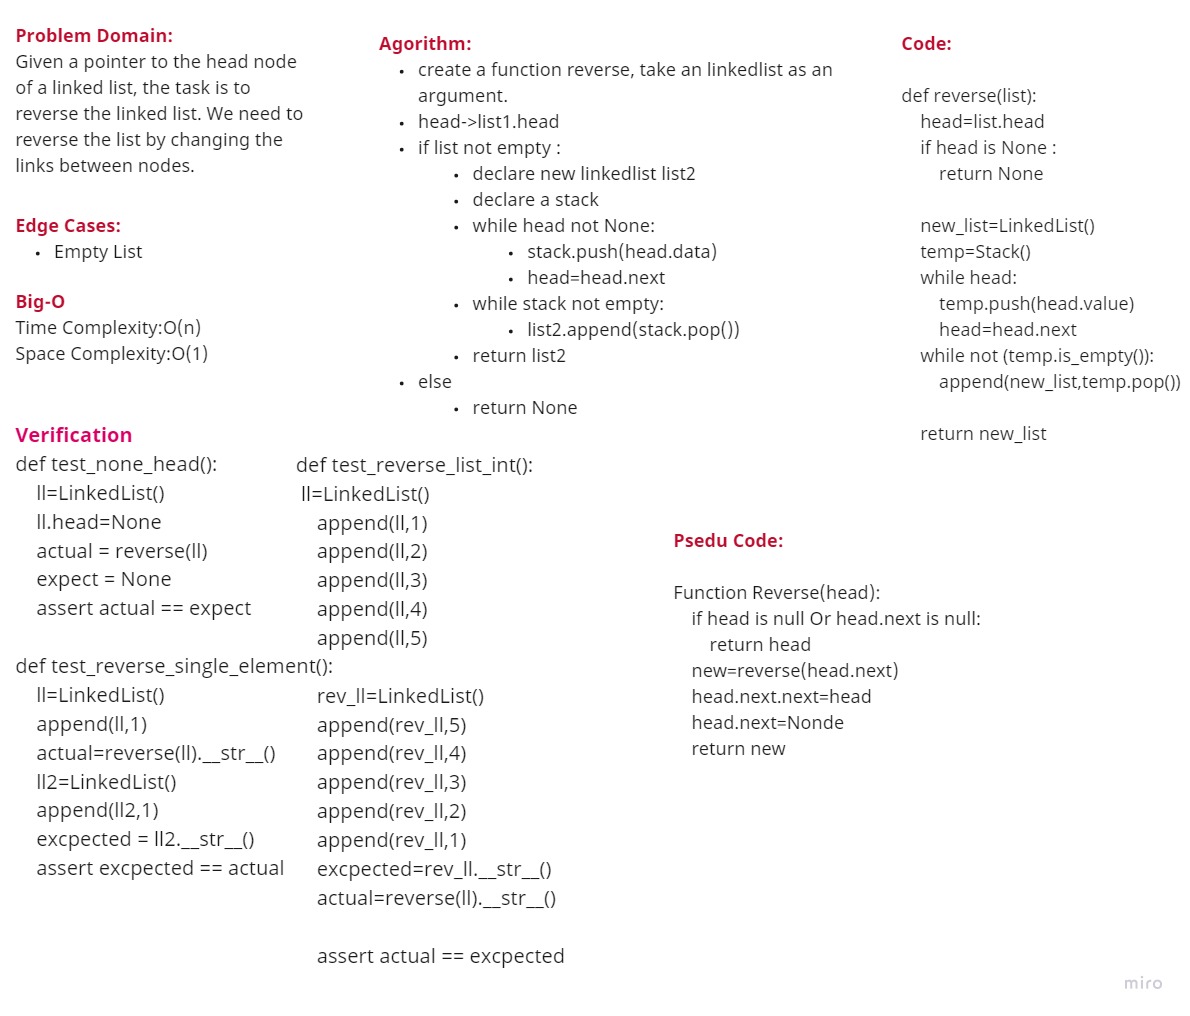 Problem Domain:
Given a pointer to the head node
of a linked list, the task is to
reverse the linked list. We need to
reverse the list by changing the
links between nodes.
Edge Cases:
• Empty List
Big-O
Time Complexity:O(n)
Space Complexity:O(1)
Agorithm:
• create a function reverse, take an linkedlist as an
argument.
• head->list1.head
• if list not empty :
• declare new linkedlist list2
• declare a stack
• while head not None:
• stack.push(head.data)
• head=head.next
• while stack not empty:
• list2.append(stack.pop())
• return list2
• else
• return None
Code:
def reverse(list):
head=list.head
if head is None :
return None
new_list=LinkedList()
temp=Stack()
while head:
temp.push(head.value)
head=head.next
while not (temp.is_empty()):
append(new_list,temp.pop())
return new_list
Verification
def test_none_head():
ll=LinkedList()
ll.head=None
actual = reverse(ll)
expect = None
assert actual == expect
def test_reverse_single_element():
ll=LinkedList()
append(ll,1)
actual=reverse(ll).__str__()
ll2=LinkedList()
append(ll2,1)
excpected = ll2.__str__()
assert excpected == actual
def test_reverse_list_int():
ll=LinkedList()
append(ll,1)
append(ll,2)
append(ll,3)
append(ll,4)
append(ll,5)
rev_ll=LinkedList()
append(rev_ll,5)
append(rev_ll,4)
append(rev_ll,3)
append(rev_ll,2)
append(rev_ll,1)
excpected=rev_ll.__str__()
actual=reverse(ll).__str__()
assert actual == excpected
Psedu Code:
Function Reverse(head):
if head is null Or head.next is null:
return head
new=reverse(head.next)
head.next.next=head
head.next=Nonde
return new
miro